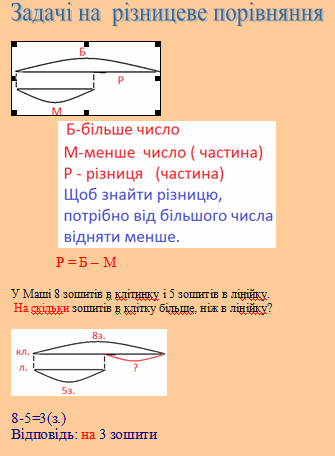 Задачі на різницеве порівняння
Б
Р
М
Б-більше число
М-менше число ( частина)
Р - різниця (частина)
Щоб знайти різницю,
потрібно від більшого числа
відняти менше.
Р = Б – М
У Маші 8 зошитів в клітинку і 5 зошитів в лінійку.
На скільки зошитів в клітку більше, ніж в лінійку?
8з.
кл.
л.
?
5з.
8-5=3(з.)
Відповідь: на 3 зошити